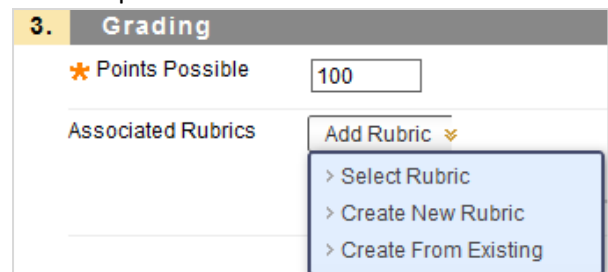 3. Grading
Points Possible 100
Associated Rubrics Add Rubric
> Select Rubric
> Create New Rubric
> Create From Existing